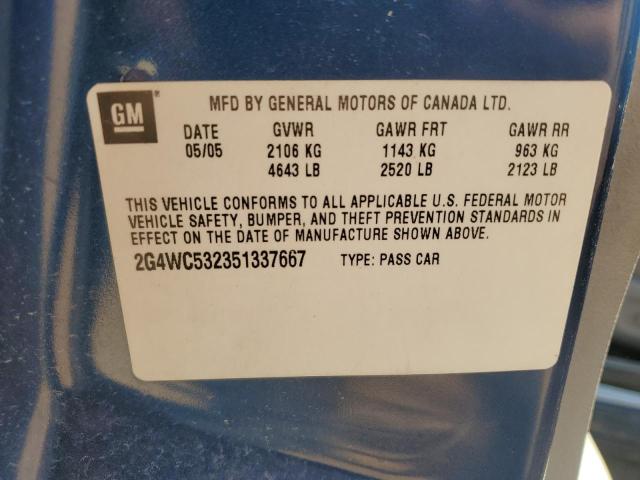 GM®
MFD BY GENERAL MOTORS OF CANADA LTD.
DATE GVWR GAWR FRT GAWR RR
05/05 2106 KG 1143 KG 963 KG
4643 LB 2520 LB 2123 LB
THIS VEHICLE CONFORMS TO ALL APPLICABLE U.S. FEDERAL MOTOR
VEHICLE SAFETY, BUMPER, AND THEFT PREVENTION STANDARDS IN
EFFECT ON THE DATE OF MANUFACTURE SHOWN ABOVE.
2G4WC532351337667 TYPE: PASS CAR